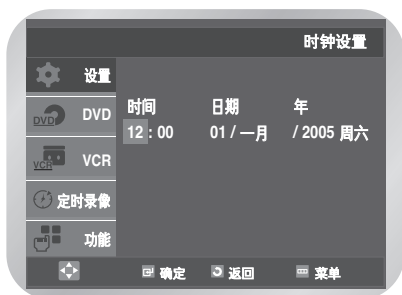 时钟设置
设置
DVD DVD
时间 日期 年
12 : 00 01 / 一月 / 2005 周六
VCR VCR
定时录像
功能
确定 返回 菜单